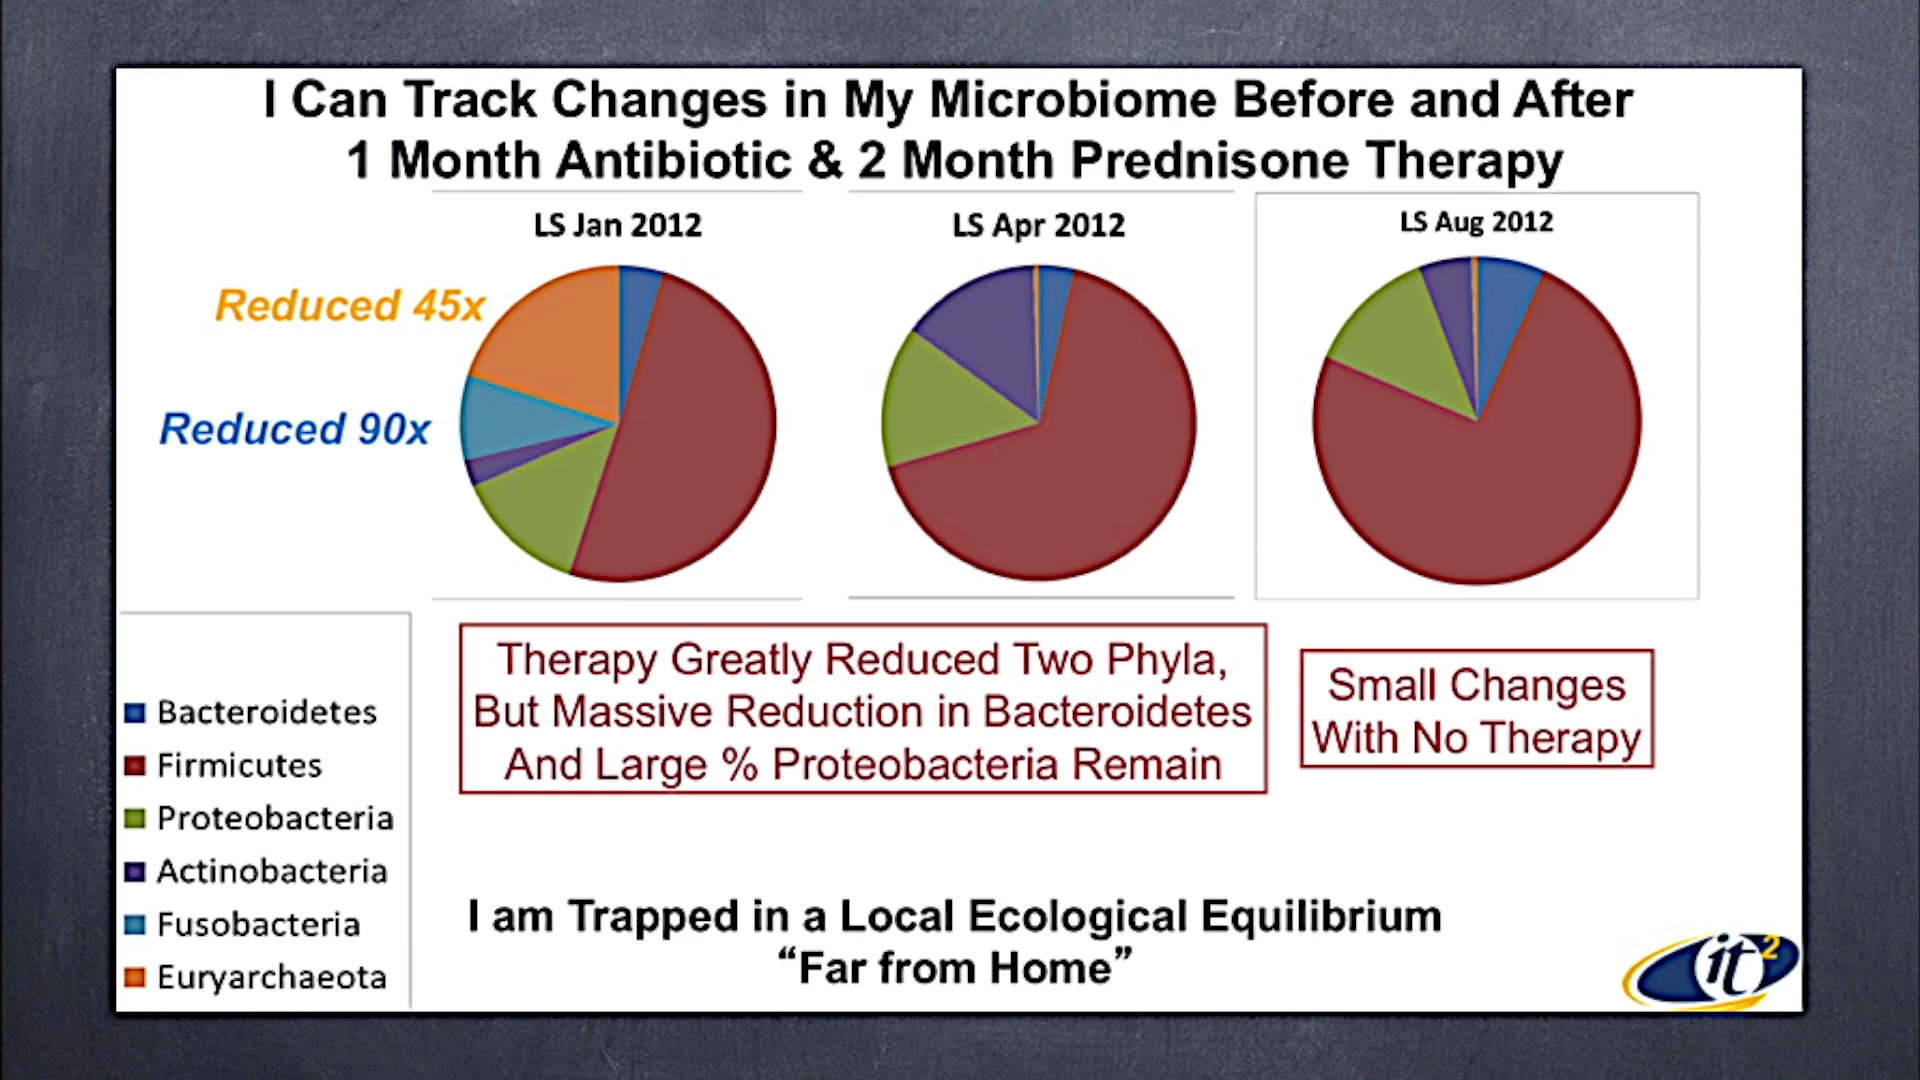 I Can Track Changes in My Microbiome Before and After
1 Month Antibiotic & 2 Month Prednisone Therapy
LS Jan 2012
LS Apr 2012
LS Aug 2012
Reduced 45x
Reduced 90x
Therapy Greatly Reduced Two Phyla,
But Massive Reduction in Bacteroidetes
And Large % Proteobacteria Remain
Small Changes
With No Therapy
Bacteroidetes
Firmicutes
Proteobacteria
Actinobacteria
Fusobacteria
Euryarchaeota
I am Trapped in a Local Ecological Equilibrium
“Far from Home”
it2